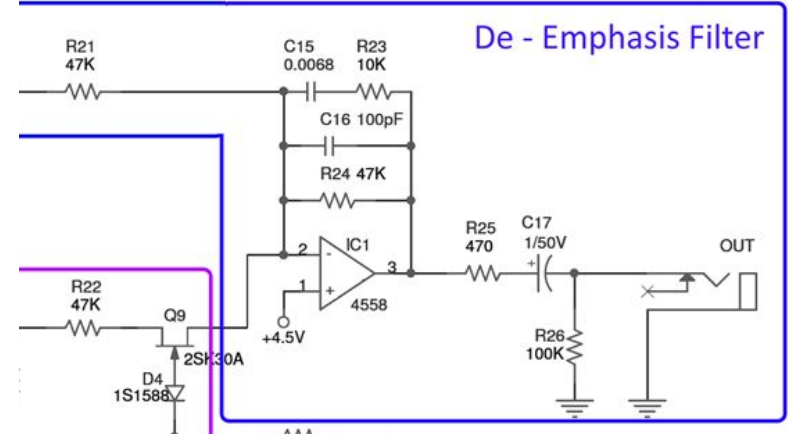 De - Emphasis Filter
R21
47K
C15
0.0068
R23
10K
C16 100pF
R24 47K
2
-
IC1
3
1
+
4558
+4.5V
R25
470
C17
1/50V
+
OUT
R26
100K
R22
47K
Q9
2SK30A
D4
1S1588